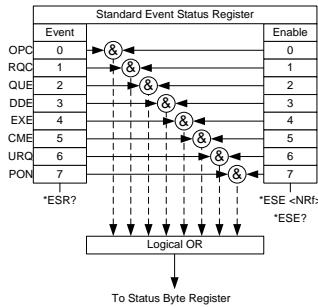 Standard Event Status Register
Event Enable
OPC 0 & 0
RQC 1 & 1
QUE 2 & 2
DDE 3 & 3
EXE 4 & 4
CME 5 & 5
URQ 6 & 6
PON 7 & 7
*ESR? *ESE <NRf>
*ESE?
Logical OR
To Status Byte Register